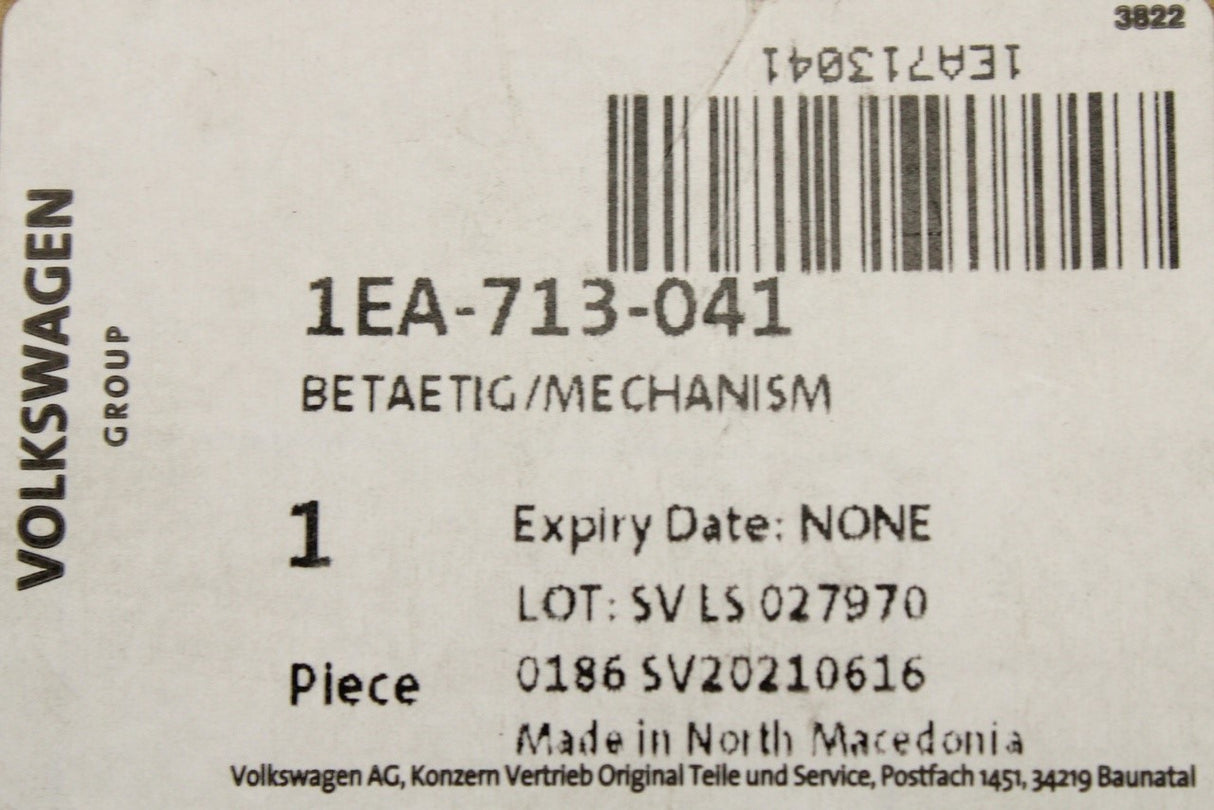 3822
1EA713041
1EA-713-041
BETAETIG/MECHANISM
VOLKSWAGEN
GROUP
1
Expiry Date: NONE
LOT: SV LS 027970
Piece
0186 SV20210616
Made in North Macedonia
Volkswagen AG, Konzern Vertrieb Original Teile und Service, Postfach 1451, 34219 Baunatal